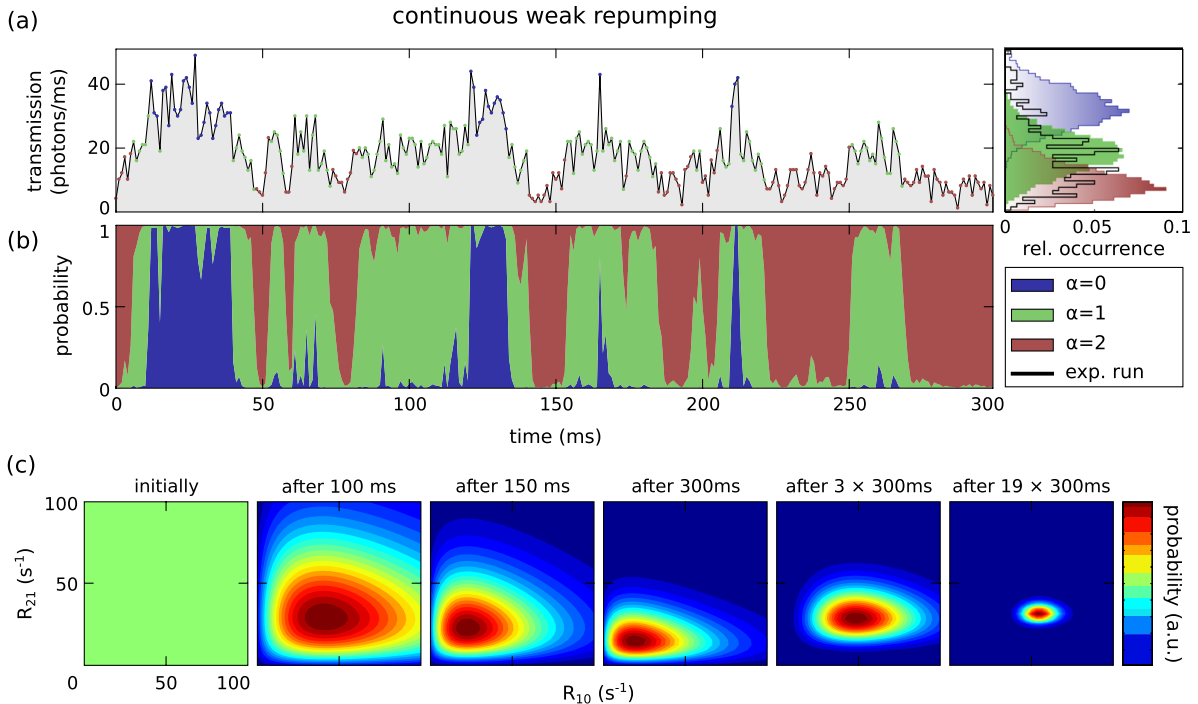 continuous weak repumping
(a)
transmission
(photons/ms)
40
20
0
0 0.05 0.1
rel. occurrence
(b)
probability
1
0.5
0
0 50 100 150 200 250 300
time (ms)
α=0
α=1
α=2
exp. run
(c)
initially after 100 ms after 150 ms after 300ms after 3 × 300ms after 19 × 300ms
R21 (s⁻¹)
100
50
0 50 100
R10 (s⁻¹)
probability (a.u.)